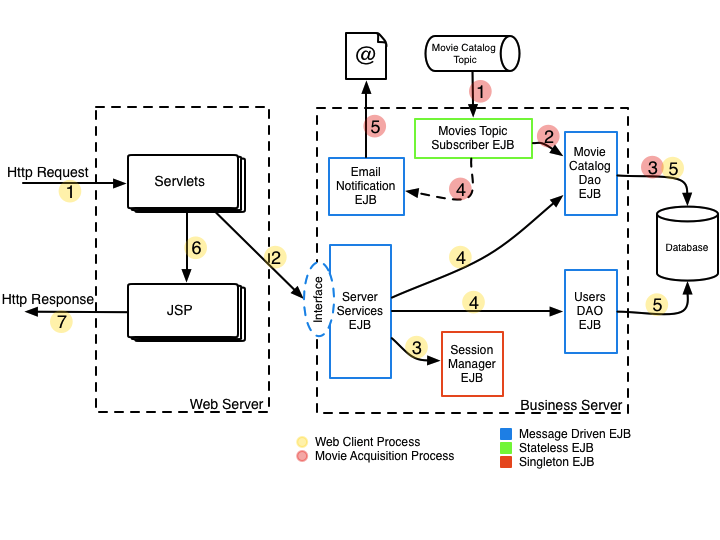 @
Movie Catalog
Topic
1
5
Movies Topic
Subscriber EJB
2
Movie
Catalog
Dao
EJB
Http Request
1
Servlets
Email
Notification
EJB
4
3
5
6
2
4
Database
Interface
Server
Services
EJB
4
Users
DAO
EJB
5
Http Response
7
JSP
3
Session
Manager
EJB
Web Server
Business Server
Web Client Process
Movie Acquisition Process
Message Driven EJB
Stateless EJB
Singleton EJB